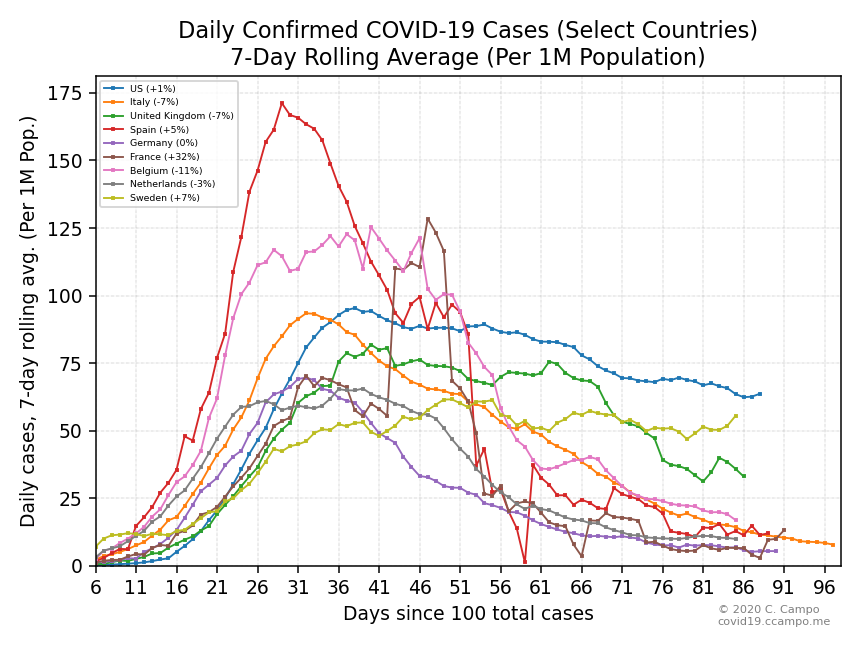 Daily Confirmed COVID-19 Cases (Select Countries)
7-Day Rolling Average (Per 1M Population)
Daily cases, 7-day rolling avg. (Per 1M Pop.)
175
150
125
100
75
50
25
0
US (+1%)
Italy (-7%)
United Kingdom (-7%)
Spain (+5%)
Germany (0%)
France (+32%)
Belgium (-11%)
Netherlands (-3%)
Sweden (+7%)
6 11 16 21 26 31 36 41 46 51 56 61 66 71 76 81 86 91 96
Days since 100 total cases
© 2020 C. Campo
covid19.ccampo.me